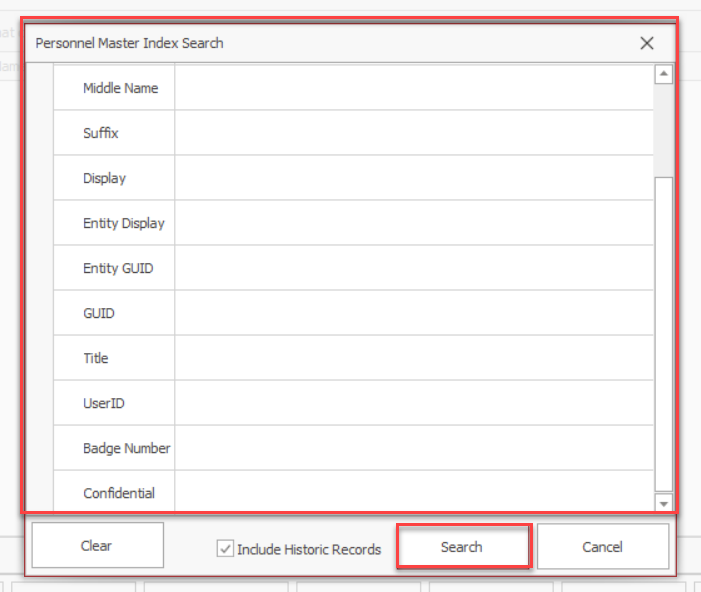 Personnel Master Index Search
Middle Name
Suffix
Display
Entity Display
Entity GUID
GUID
Title
UserID
Badge Number
Confidential
Clear
Include Historic Records
Search
Cancel